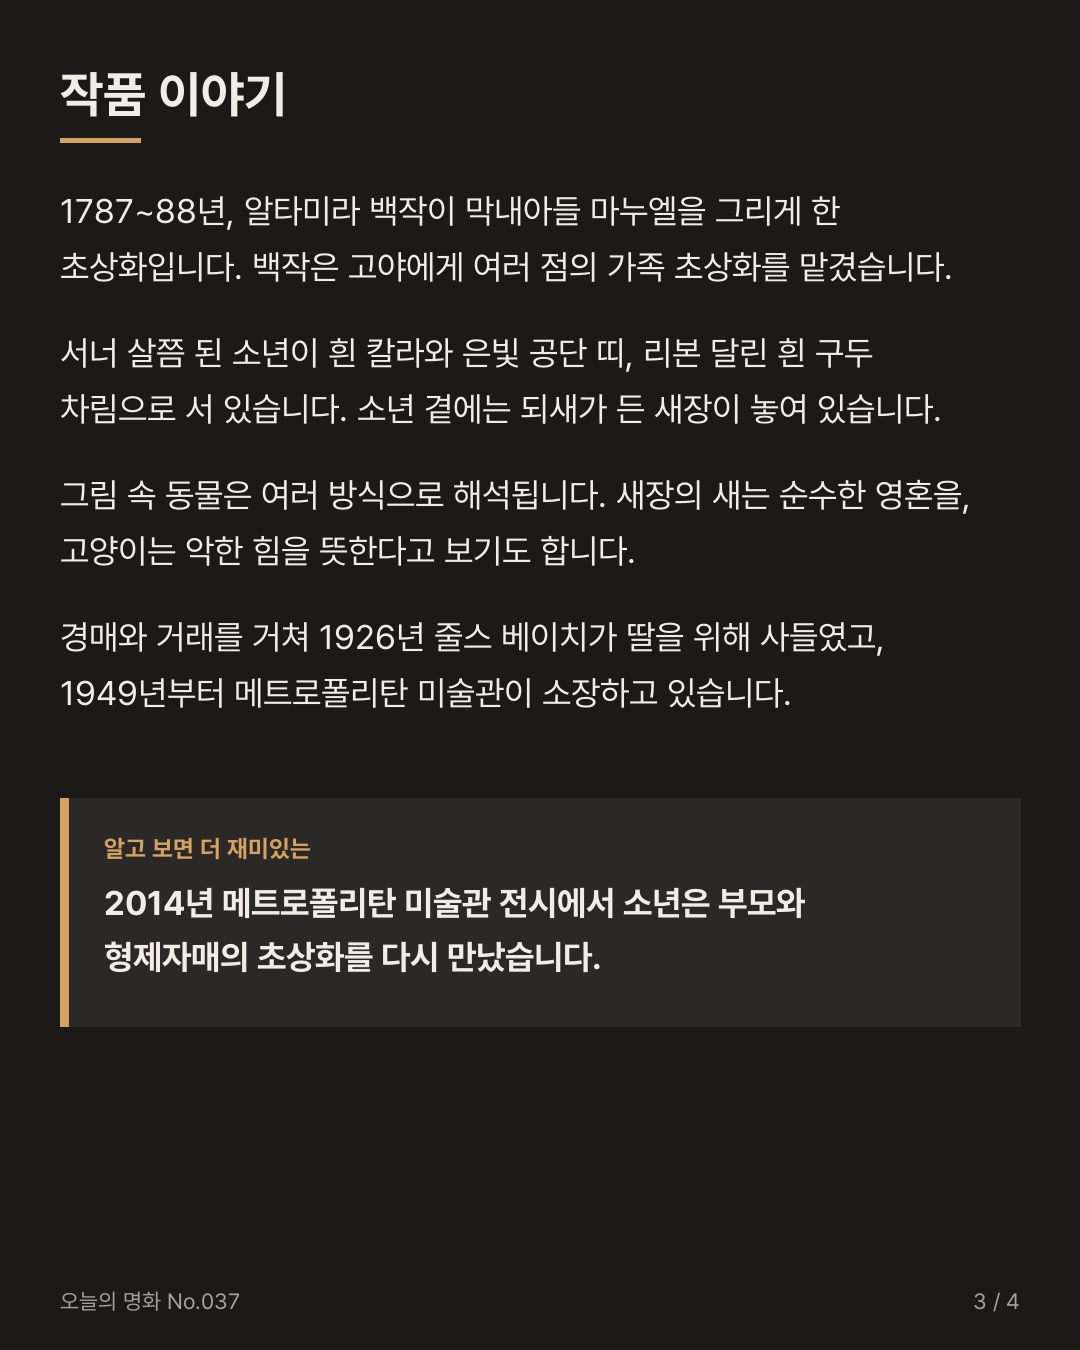 작품 이야기
1787~88년, 알타미라 백작이 막내아들 마누엘을 그리게 한
초상화입니다. 백작은 고야에게 여러 점의 가족 초상화를 맡겼습니다.
서너 살쯤 된 소년이 흰 칼라와 은빛 공단 띠, 리본 달린 흰 구두
차림으로 서 있습니다. 소년 곁에는 되새가 든 새장이 놓여 있습니다.
그림 속 동물은 여러 방식으로 해석됩니다. 새장의 새는 순수한 영혼을,
고양이는 악한 힘을 뜻한다고 보기도 합니다.
경매와 거래를 거쳐 1926년 줄스 베이치가 딸을 위해 사들였고,
1949년부터 메트로폴리탄 미술관이 소장하고 있습니다.
알고 보면 더 재미있는
2014년 메트로폴리탄 미술관 전시에서 소년은 부모와
형제자매의 초상화를 다시 만났습니다.
오늘의 명화 No.037
3 / 4